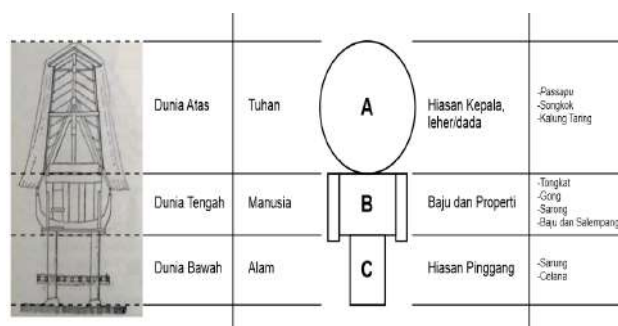 Dunia Atas
Tuhan
A
Hiasan Kepala,
leher/dada
-Passapu
-Songkok
-Kalung Taring
Dunia Tengah
Manusia
B
Baju dan Properti
-Tongkat
-Gong
-Sarong
-Baju dan Salempang
Dunia Bawah
Alam
C
Hiasan Pinggang
-Sarung
-Celana